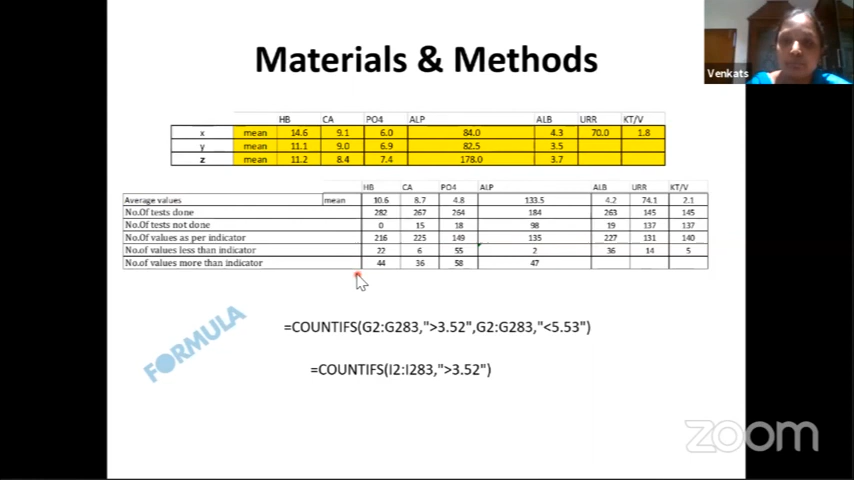 Materials & Methods
Venkats
HB CA PO4 ALP ALB URR KT/V
x mean 14.6 9.1 6.0 84.0 4.3 70.0 1.8
y mean 11.1 9.0 6.9 82.5 3.5
z mean 11.2 8.4 7.4 178.0 3.7
HB CA PO4 ALP ALB URR KT/V
Average values mean 10.6 8.7 4.8 133.5 4.2 74.1 2.1
No.Of tests done 282 267 264 184 263 145 145
No.Of tests not done 0 15 18 98 19 137 137
No.Of values as per indicator 216 225 149 135 227 131 140
No.of values less than indicator 22 6 55 2 36 14 5
No.of values more than indicator 44 36 58 47
FORMULA
=COUNTIFS(G2:G283,">3.52",G2:G283,"<5.53")
=COUNTIFS(I2:I283,">3.52")
zoom